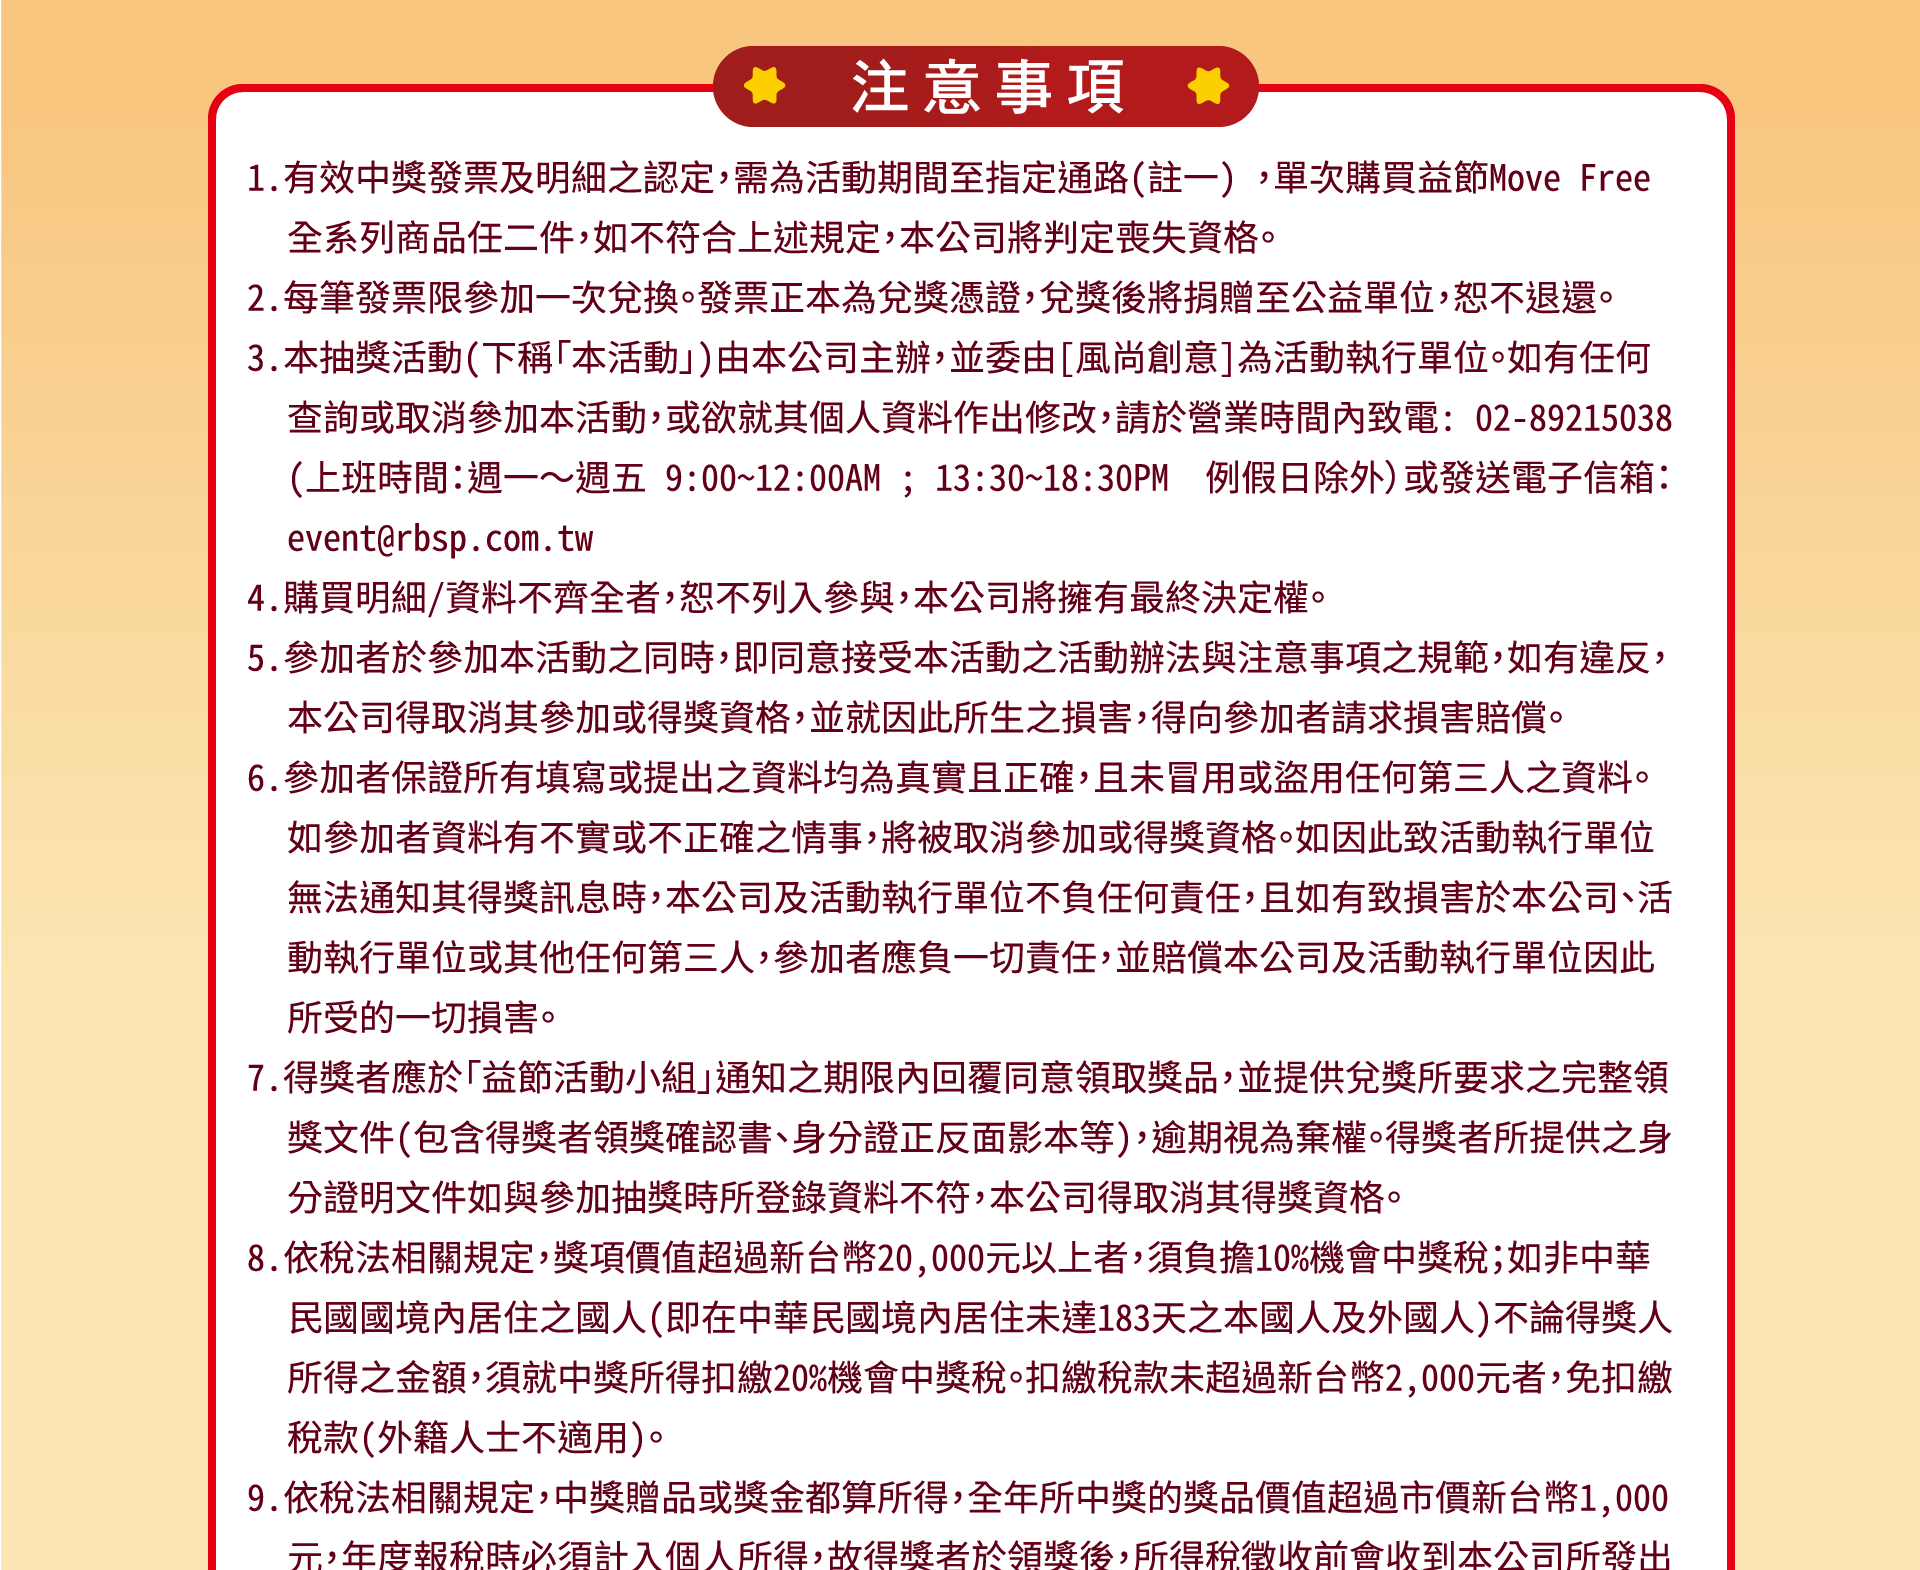 注意事項
1.有效中獎發票及明細之認定，需為活動期間至指定通路(註一) ，單次購買益節Move Free
全系列商品任二件，如不符合上述規定，本公司將判定喪失資格。
2.每筆發票限參加一次兌換。發票正本為兌獎憑證，兌獎後將捐贈至公益單位，恕不退還。
3.本抽獎活動(下稱「本活動」)由本公司主辦，並委由[風尚創意]為活動執行單位。如有任何
查詢或取消參加本活動，或欲就其個人資料作出修改，請於營業時間內致電: 02-89215038
(上班時間：週一～週五 9:00~12:00AM ; 13:30~18:30PM  例假日除外)或發送電子信箱：
event@rbsp.com.tw
4.購買明細/資料不齊全者，恕不列入參與，本公司將擁有最終決定權。
5.參加者於參加本活動之同時，即同意接受本活動之活動辦法與注意事項之規範，如有違反，
本公司得取消其參加或得獎資格，並就因此所生之損害，得向參加者請求損害賠償。
6.參加者保證所有填寫或提出之資料均為真實且正確，且未冒用或盜用任何第三人之資料。
如參加者資料有不實或不正確之情事，將被取消參加或得獎資格。如因此致活動執行單位
無法通知其得獎訊息時，本公司及活動執行單位不負任何責任，且如有致損害於本公司、活
動執行單位或其他任何第三人，參加者應負一切責任，並賠償本公司及活動執行單位因此
所受的一切損害。
7.得獎者應於「益節活動小組」通知之期限內回覆同意領取獎品，並提供兌獎所要求之完整領
獎文件(包含得獎者領獎確認書、身分證正反面影本等)，逾期視為棄權。得獎者所提供之身
分證明文件如與參加抽獎時所登錄資料不符，本公司得取消其得獎資格。
8.依稅法相關規定，獎項價值超過新台幣20,000元以上者，須負擔10%機會中獎稅；如非中華
民國國境內居住之國人(即在中華民國境內居住未達183天之本國人及外國人)不論得獎人
所得之金額，須就中獎所得扣繳20%機會中獎稅。扣繳稅款未超過新台幣2,000元者，免扣繳
稅款(外籍人士不適用)。
9.依稅法相關規定，中獎贈品或獎金都算所得，全年所中獎的獎品價值超過市價新台幣1,000
元，年度報稅時必須計入個人所得，故得獎者於領獎後，所得稅徵收前會收到本公司所發出